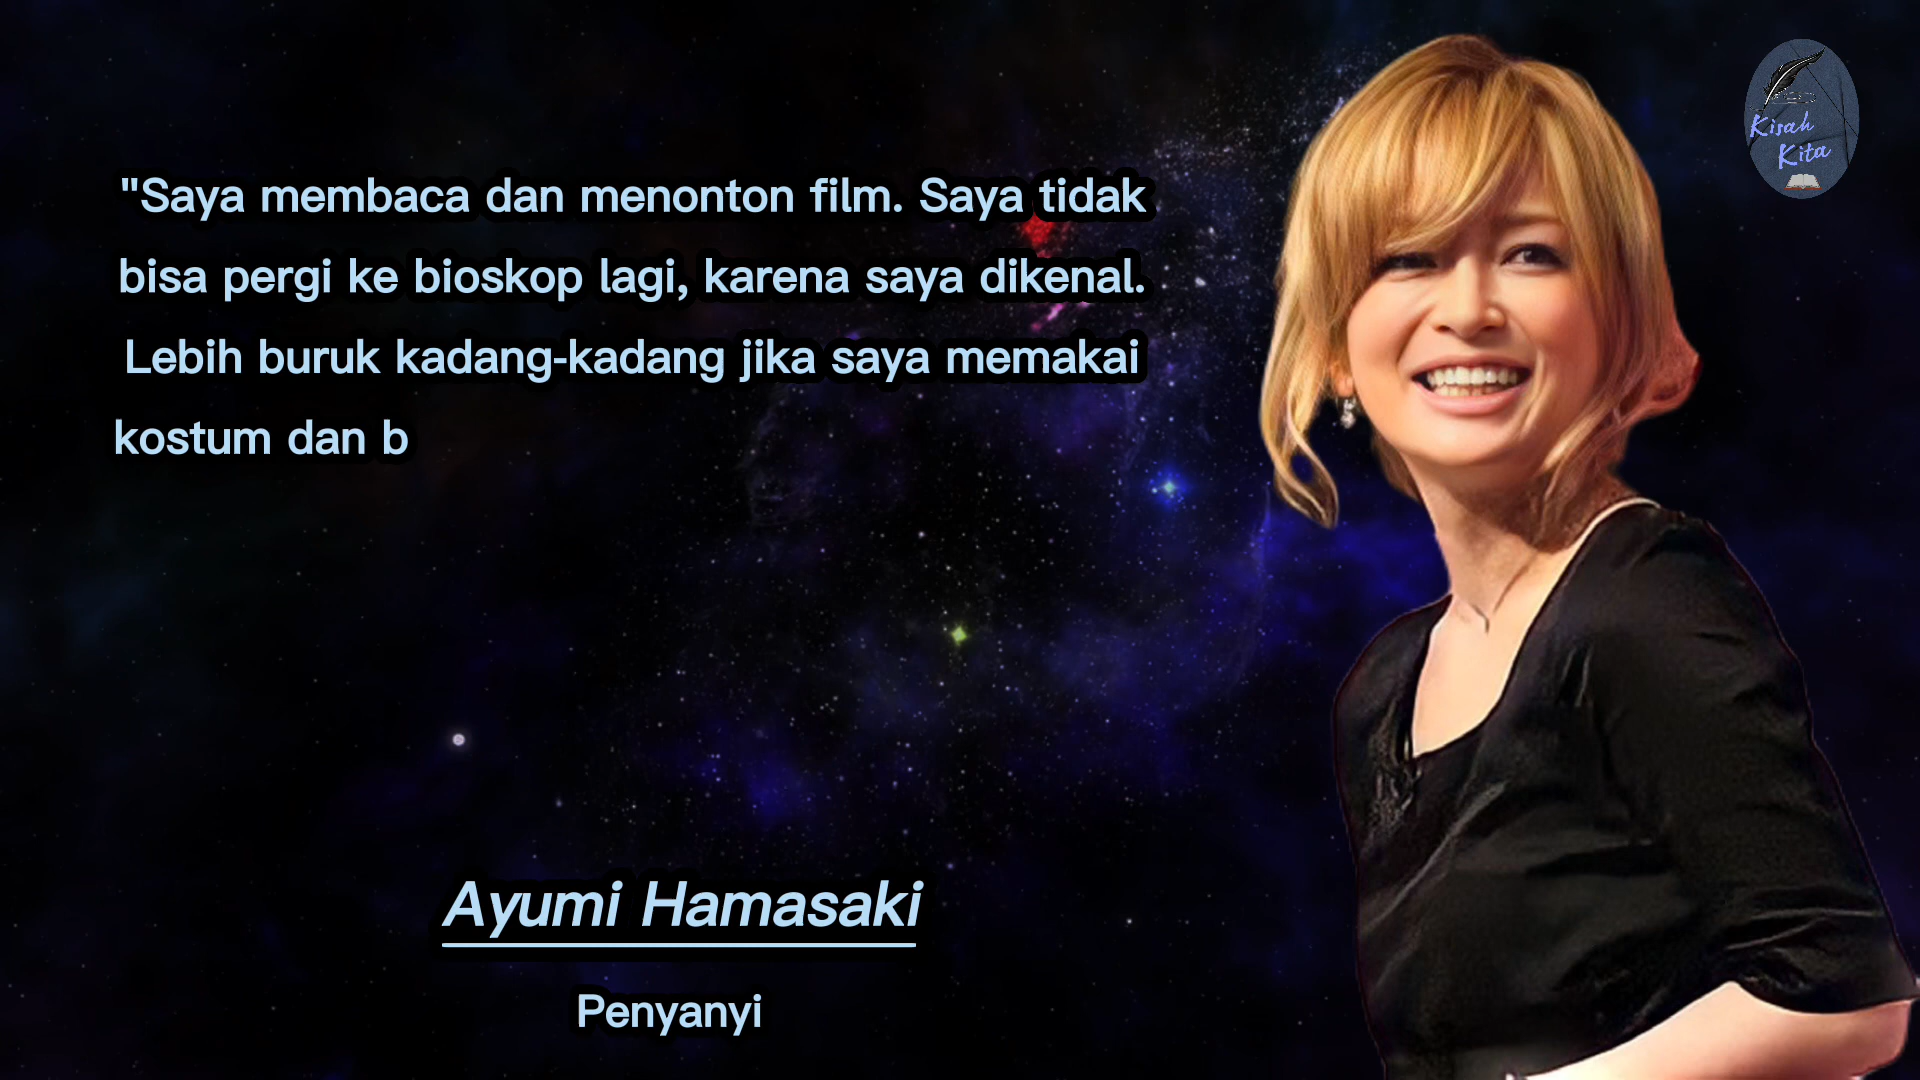 "Saya membaca dan menonton film. Saya tidak
bisa pergi ke bioskop lagi, karena saya dikenal.
Lebih buruk kadang-kadang jika saya memakai
kostum dan b
Ayumi Hamasaki
Penyanyi
Kisah
Kita